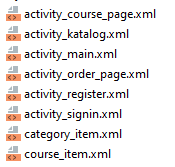 activity_course_page.xml
activity_katalog.xml
activity_main.xml
activity_order_page.xml
activity_register.xml
activity_signin.xml
category_item.xml
course_item.xml